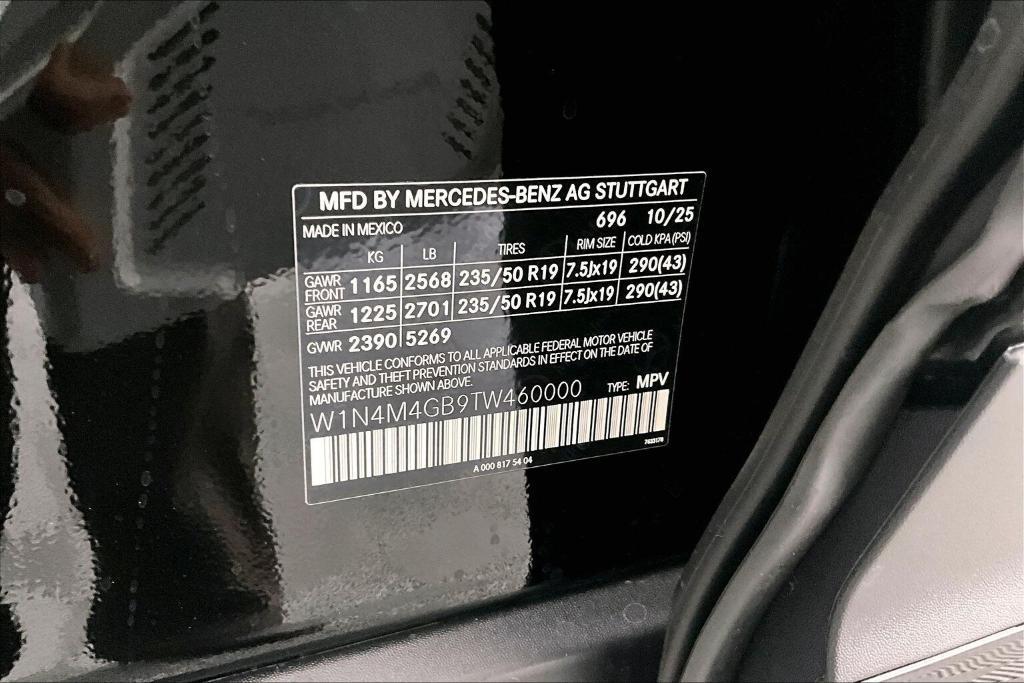 MFD BY MERCEDES-BENZ AG STUTTGART
MADE IN MEXICO 696 10/25
KG LB TIRES RIM SIZE COLD KPA (PSI)
GAWR FRONT 1165 2568 235/50 R19 7.5Jx19 290(43)
GAWR REAR 1225 2701 235/50 R19 7.5Jx19 290(43)
GVWR 2390 5269
THIS VEHICLE CONFORMS TO ALL APPLICABLE FEDERAL MOTOR VEHICLE
SAFETY AND THEFT PREVENTION STANDARDS IN EFFECT ON THE DATE OF
MANUFACTURE SHOWN ABOVE.
W1N4M4GB9TW460000 TYPE: MPV
A 000 817 54 04 7633178